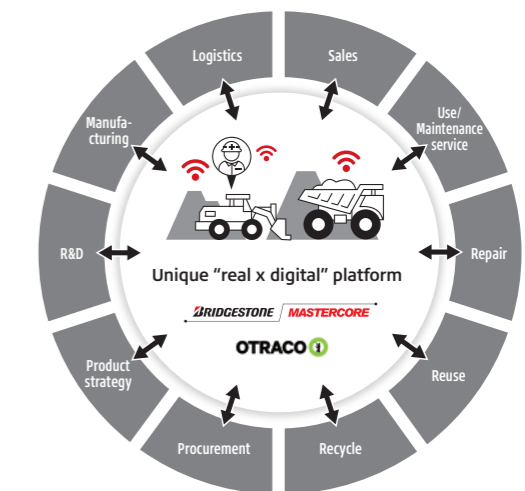 Logistics
Sales
Manufa-
cturing
Use/
Maintenance
service
R&D
Repair
Unique “real x digital” platform
BRIDGESTONE MASTERCORE
OTRACO
Product
strategy
Reuse
Procurement
Recycle